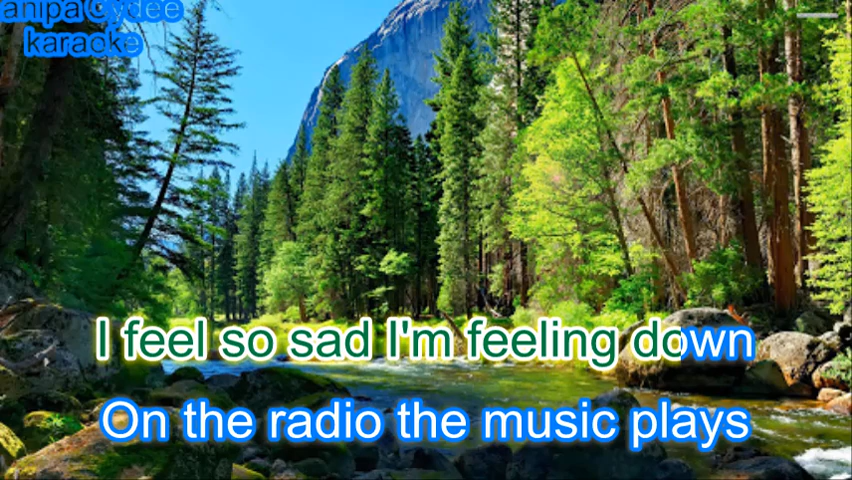 karaoke
I feel so sad I'm feeling down
On the radio the music plays